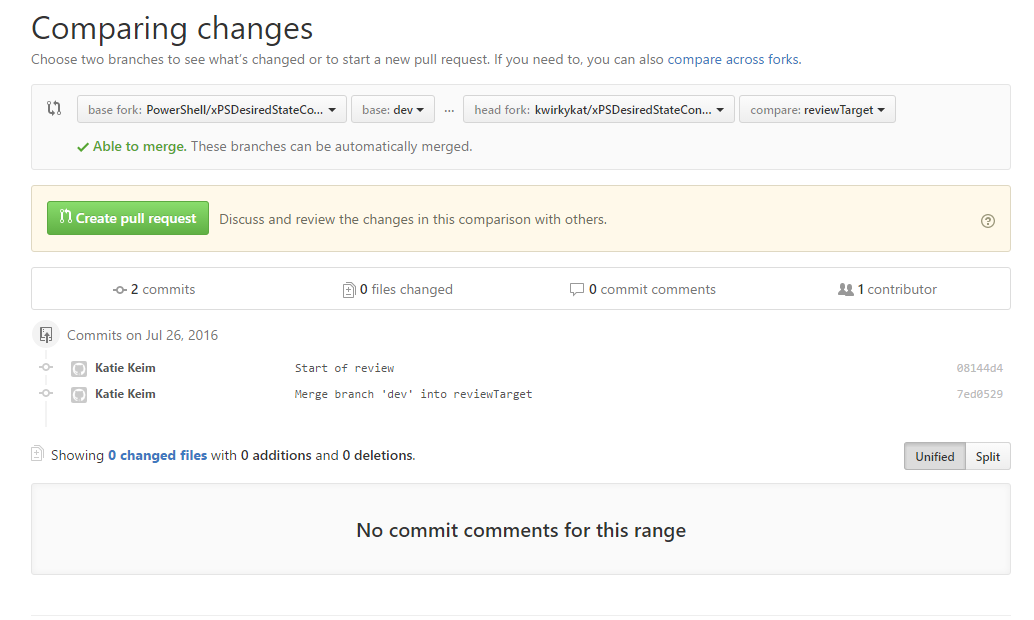 Comparing changes
Choose two branches to see what's changed or to start a new pull request. If you need to, you can also compare across forks.
base fork: PowerShell/xPSDesiredStateCo... base: dev ... head fork: kwirkykat/xPSDesiredStateCon... compare: reviewTarget
Able to merge. These branches can be automatically merged.
Create pull request Discuss and review the changes in this comparison with others.
2 commits 0 files changed 0 commit comments 1 contributor
Commits on Jul 26, 2016
Katie Keim Start of review 08144d4
Katie Keim Merge branch 'dev' into reviewTarget 7ed0529
Showing 0 changed files with 0 additions and 0 deletions. Unified Split
No commit comments for this range